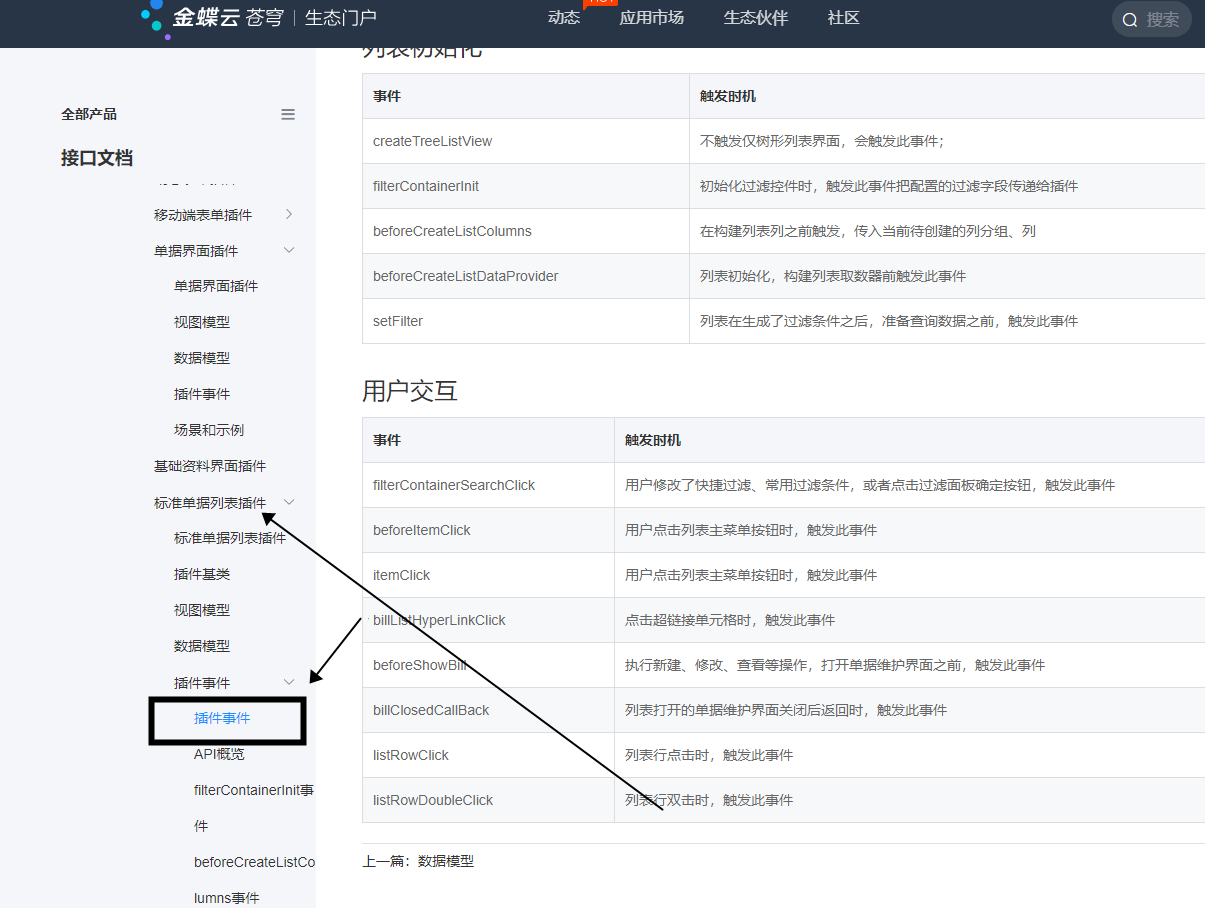 金蝶云 苍穹 | 生态门户
动态
HOT
应用市场
生态伙伴
社区
搜索
全部产品
接口文档
移动端表单插件
单据界面插件
单据界面插件
视图模型
数据模型
插件事件
场景和示例
基础资料界面插件
标准单据列表插件
标准单据列表插件
插件基类
视图模型
数据模型
插件事件
插件事件
API概览
filterContainerInit事
件
beforeCreateListCo
lumns事件
列表初始化
事件 触发时机
createTreeListView 不触发仅树形列表界面，会触发此事件；
filterContainerInit 初始化过滤控件时，触发此事件把配置的过滤字段传递给插件
beforeCreateListColumns 在构建列表列之前触发，传入当前待创建的列分组、列
beforeCreateListDataProvider 列表初始化，构建列表取数器前触发此事件
setFilter 列表在生成了过滤条件之后，准备查询数据之前，触发此事件
用户交互
事件 触发时机
filterContainerSearchClick 用户修改了快捷过滤、常用过滤条件，或者点击过滤面板确定按钮，触发此事件
beforeItemClick 用户点击列表主菜单按钮时，触发此事件
itemClick 用户点击列表主菜单按钮时，触发此事件
billListHyperLinkClick 点击超链接单元格时，触发此事件
beforeShowBill 执行新建、修改、查看等操作，打开单据维护界面之前，触发此事件
billClosedCallBack 列表打开的单据维护界面关闭后返回时，触发此事件
listRowClick 列表行点击时，触发此事件
listRowDoubleClick 列表行双击时，触发此事件
上一篇：数据模型